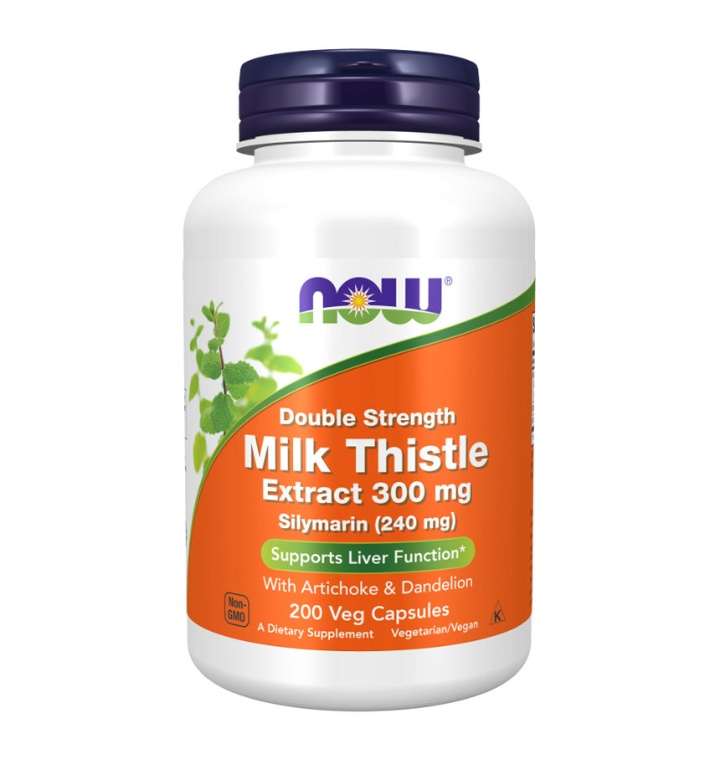 NOW®
Double Strength
Milk Thistle
Extract 300 mg
Silymarin (240 mg)
Supports Liver Function*
With Artichoke & Dandelion
200 Veg Capsules
Non-
GMO
A Dietary Supplement Vegetarian/Vegan
K